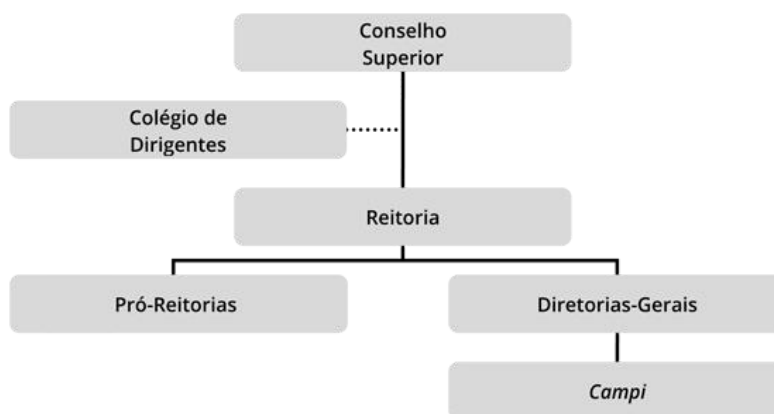 Conselho
Superior
Colégio de
Dirigentes
Reitoria
Pró-Reitorias
Diretorias-Gerais
Campi